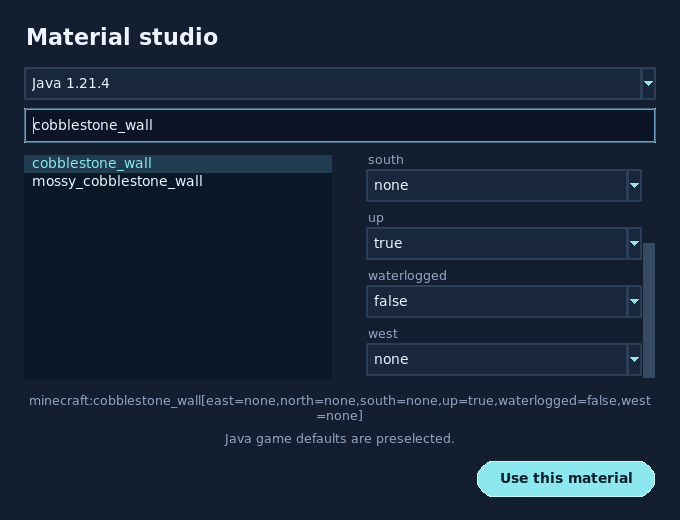 Material studio
Java 1.21.4
cobblestone_wall
cobblestone_wall
mossy_cobblestone_wall
south
none
up
true
waterlogged
false
west
none
minecraft:cobblestone_wall[east=none,north=none,south=none,up=true,waterlogged=false,west
=none]
Java game defaults are preselected.
Use this material